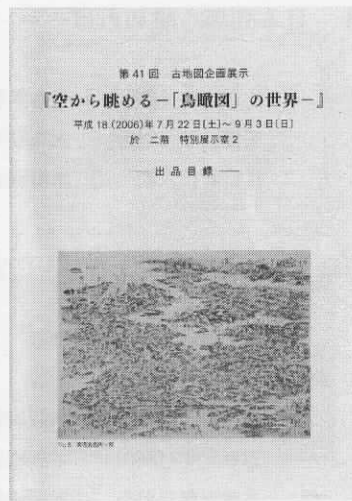 第41回 古地図企画展示
『空から眺める－「鳥瞰図」の世界－』
平成18.(2006)年7月22日(土)～9月3日(日)
於 二階 特別展示室2
── 出品目録 ──